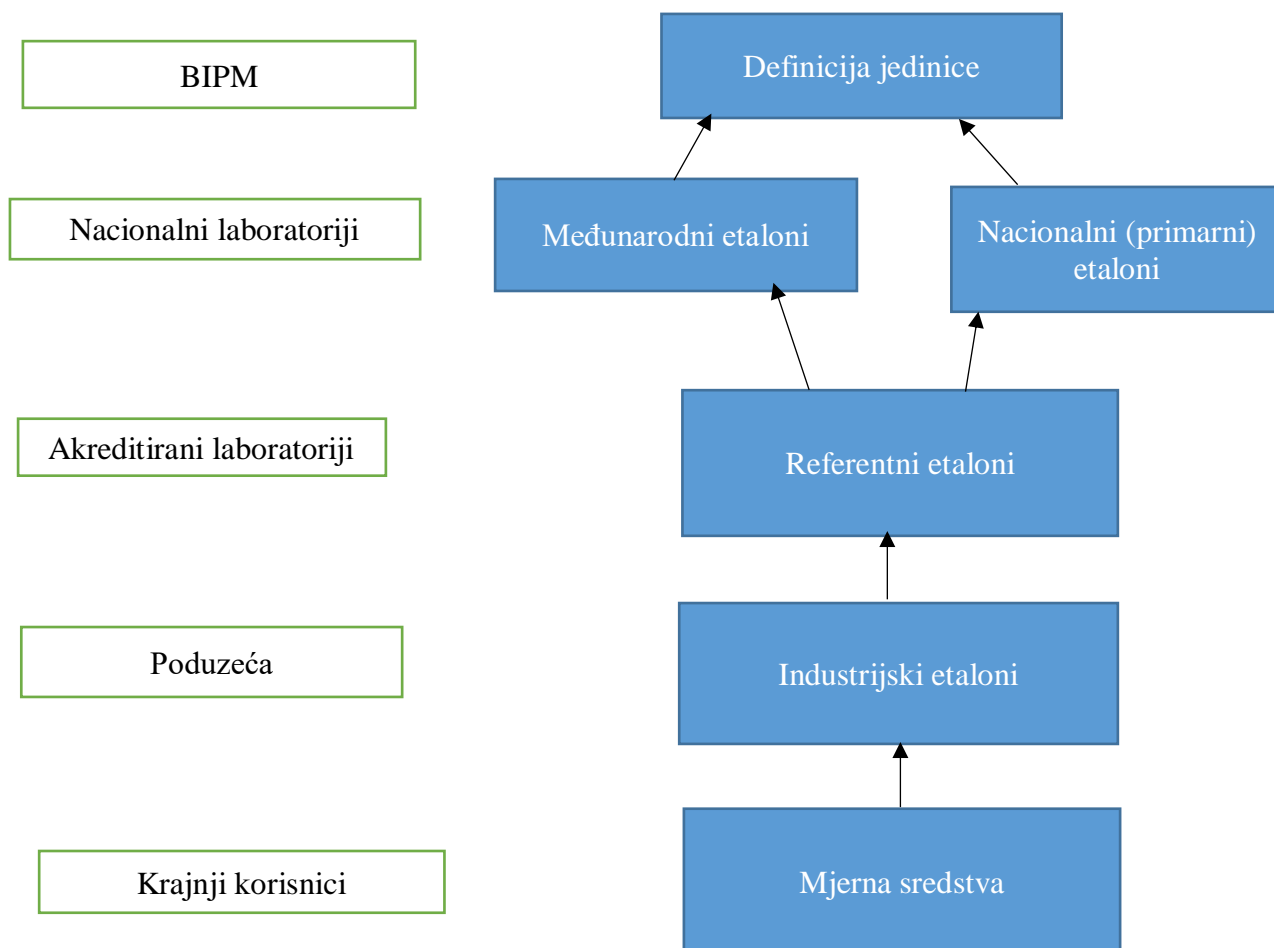 BIPM
Definicija jedinice
Nacionalni laboratoriji
Međunarodni etaloni
Nacionalni (primarni)
etaloni
Akreditirani laboratoriji
Referentni etaloni
Poduzeća
Industrijski etaloni
Krajnji korisnici
Mjerna sredstva